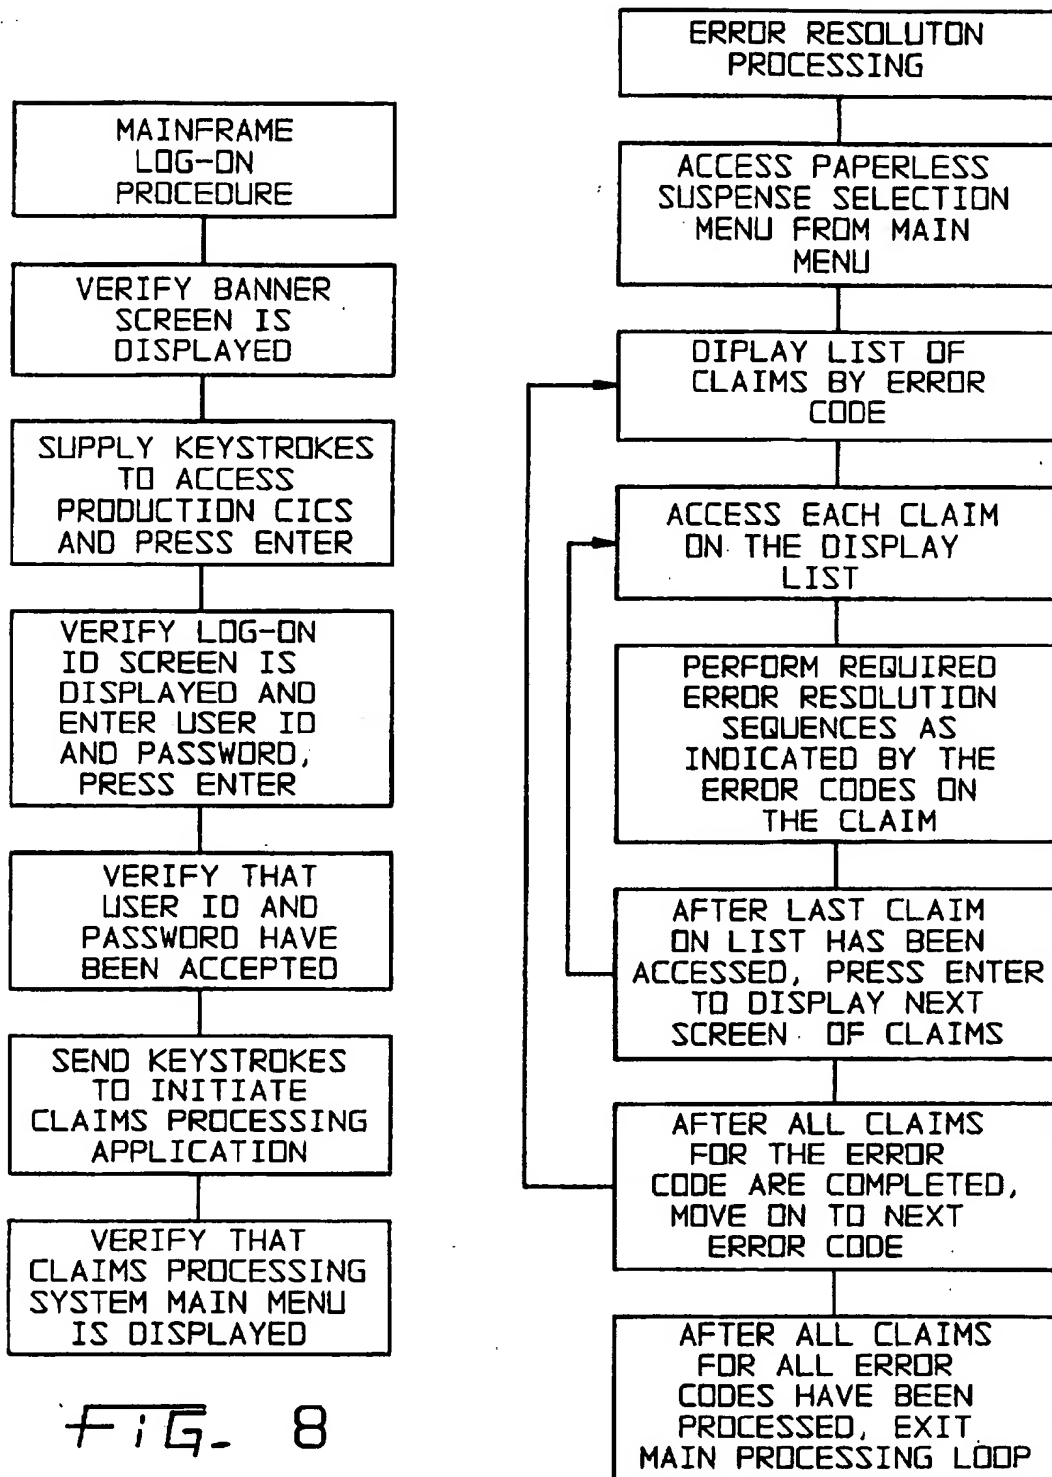 MAINFRAME
LOG-ON
PROCEDURE
VERIFY BANNER
SCREEN IS
DISPLAYED
SUPPLY KEYSTROKES
TO ACCESS
PRODUCTION CICS
AND PRESS ENTER
VERIFY LOG-ON
ID SCREEN IS
DISPLAYED AND
ENTER USER ID
AND PASSWORD,
PRESS ENTER
VERIFY THAT
USER ID AND
PASSWORD HAVE
BEEN ACCEPTED
SEND KEYSTROKES
TO INITIATE
CLAIMS PROCESSING
APPLICATION
VERIFY THAT
CLAIMS PROCESSING
SYSTEM MAIN MENU
IS DISPLAYED
FIG. 8
ERROR RESOLUTON
PROCESSING
ACCESS PAPERLESS
SUSPENSE SELECTION
MENU FROM MAIN
MENU
DIPLAY LIST OF
CLAIMS BY ERROR
CODE
ACCESS EACH CLAIM
ON THE DISPLAY
LIST
PERFORM REQUIRED
ERROR RESOLUTION
SEQUENCES AS
INDICATED BY THE
ERROR CODES ON
THE CLAIM
AFTER LAST CLAIM
ON LIST HAS BEEN
ACCESSED, PRESS ENTER
TO DISPLAY NEXT
SCREEN OF CLAIMS
AFTER ALL CLAIMS
FOR THE ERROR
CODE ARE COMPLETED,
MOVE ON TO NEXT
ERROR CODE
AFTER ALL CLAIMS
FOR ALL ERROR
CODES HAVE BEEN
PROCESSED, EXIT
MAIN PROCESSING LOOP